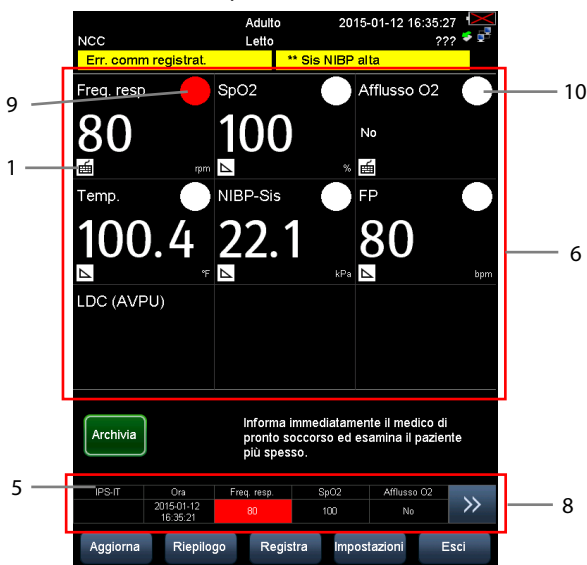 Adulto 2015-01-12 16:35:27
NCC Letto ???
Err. comm registrat. ** Sis NIBP alta
Freq. resp SpO2 Afflusso O2
9 10
80 100 No
1
rpm %
Temp. NIBP-Sis FP
100.4 22.1 80
6
°F kPa bpm
LDC (AVPU)
Archivia
Informa immediatamente il medico di
pronto soccorso ed esamina il paziente
più spesso.
5
IPS-IT Ora Freq. resp. SpO2 Afflusso O2
2015-01-12
16:35:21 80 100 No >>
8
Aggiorna Riepilogo Registra Impostazioni Esci